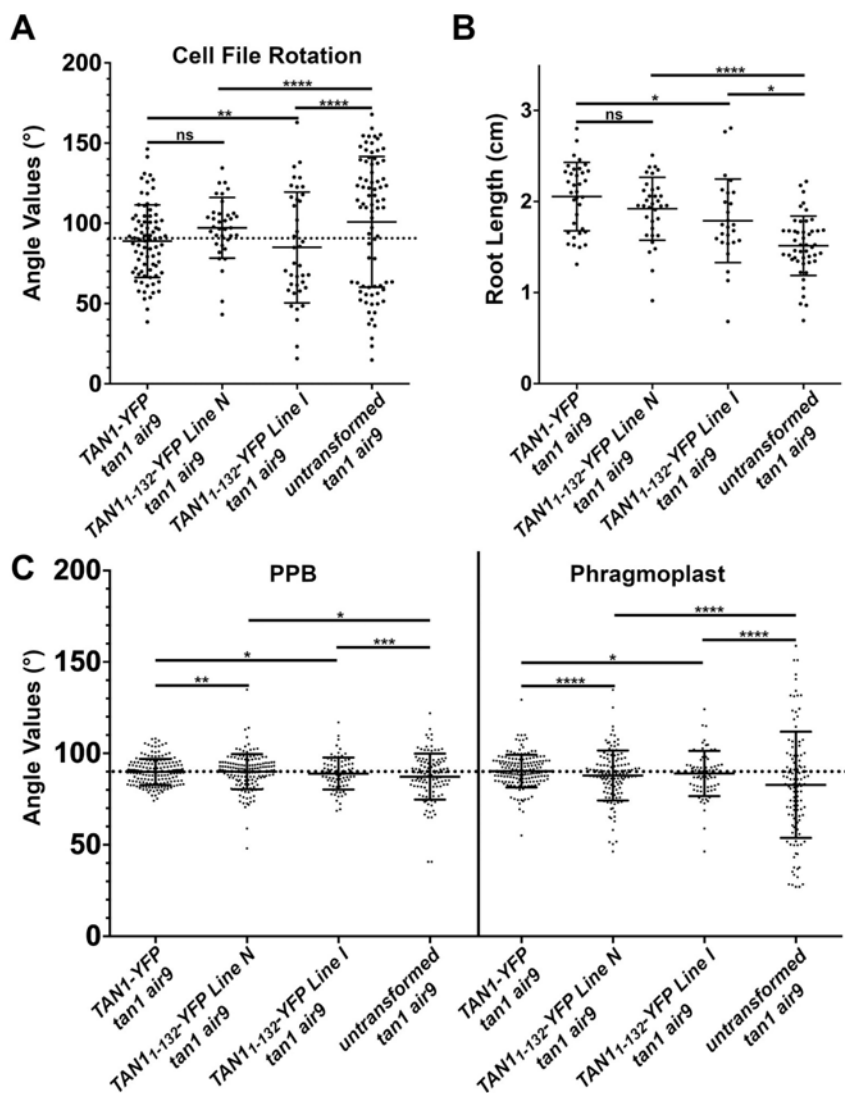 A
Cell File Rotation
Angle Values (°)
200
150
100
50
0
****
**
****
ns
TAN1-YFP
tan1 air9
TAN1₁₋₁₃₂-YFP Line N
tan1 air9
TAN1₁₋₁₃₂-YFP Line I
tan1 air9
untransformed
tan1 air9
B
Root Length (cm)
3
2
1
0
****
*
*
ns
TAN1-YFP
tan1 air9
TAN1₁₋₁₃₂-YFP Line N
tan1 air9
TAN1₁₋₁₃₂-YFP Line I
tan1 air9
untransformed
tan1 air9
C
PPB
Phragmoplast
Angle Values (°)
200
150
100
50
0
*
***
*
**
****
****
*
****
TAN1-YFP
tan1 air9
TAN1₁₋₁₃₂-YFP Line N
tan1 air9
TAN1₁₋₁₃₂-YFP Line I
tan1 air9
untransformed
tan1 air9
TAN1-YFP
tan1 air9
TAN1₁₋₁₃₂-YFP Line N
tan1 air9
TAN1₁₋₁₃₂-YFP Line I
tan1 air9
untransformed
tan1 air9